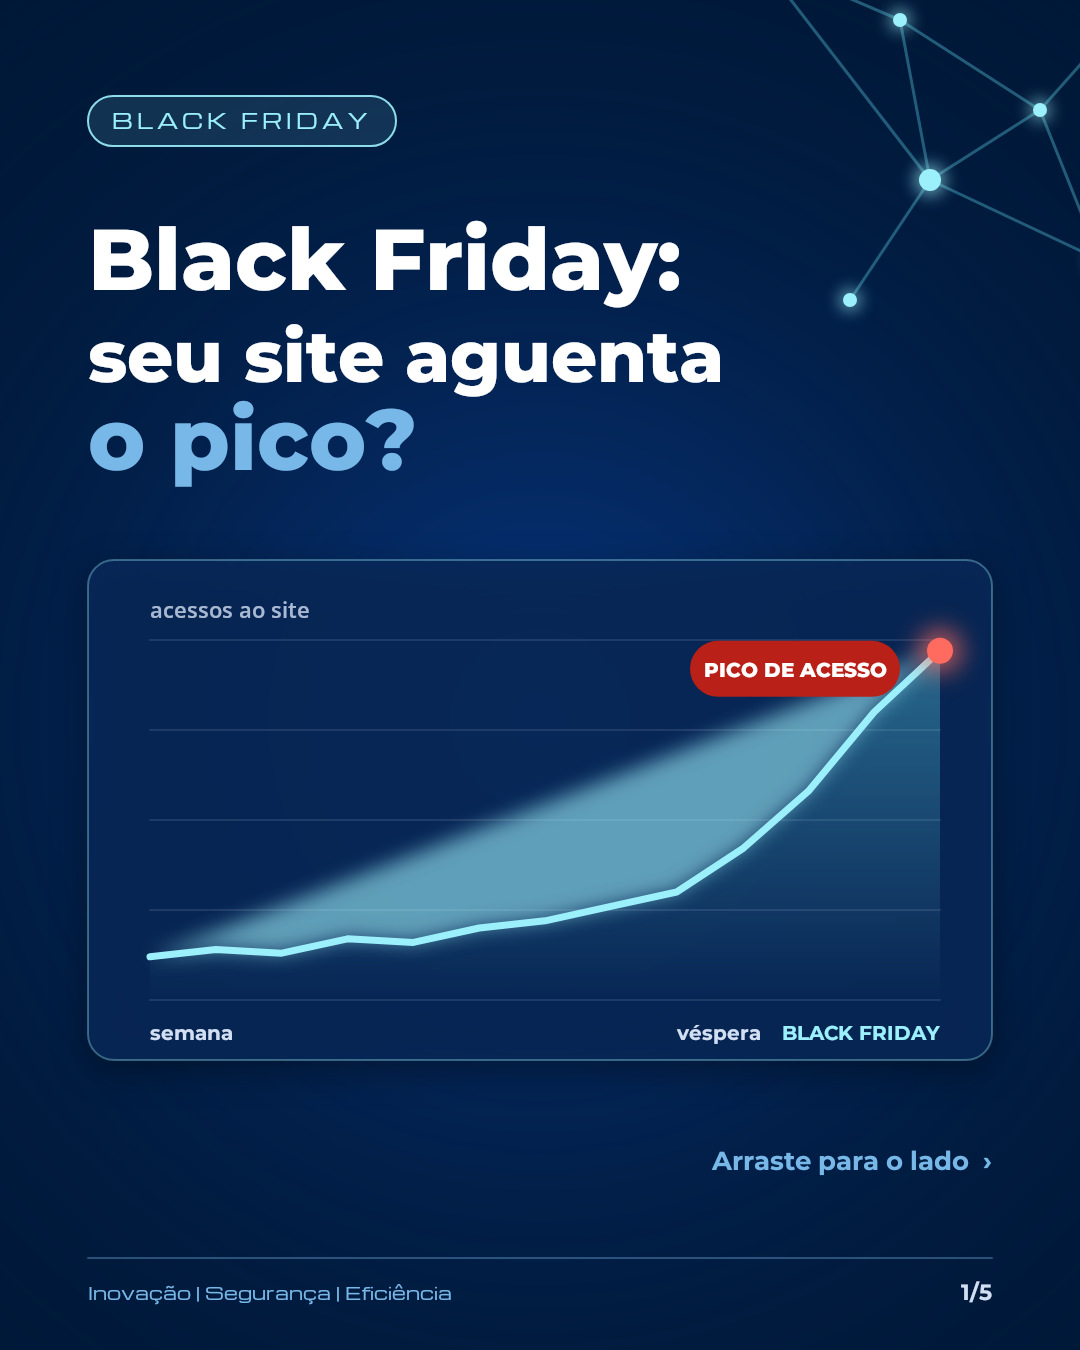 BLACK FRIDAY
Black Friday:
seu site aguenta
o pico?
acessos ao site
PICO DE ACESSO
semana véspera BLACK FRIDAY
Arraste para o lado ›
Inovação | Segurança | Eficiência 1/5